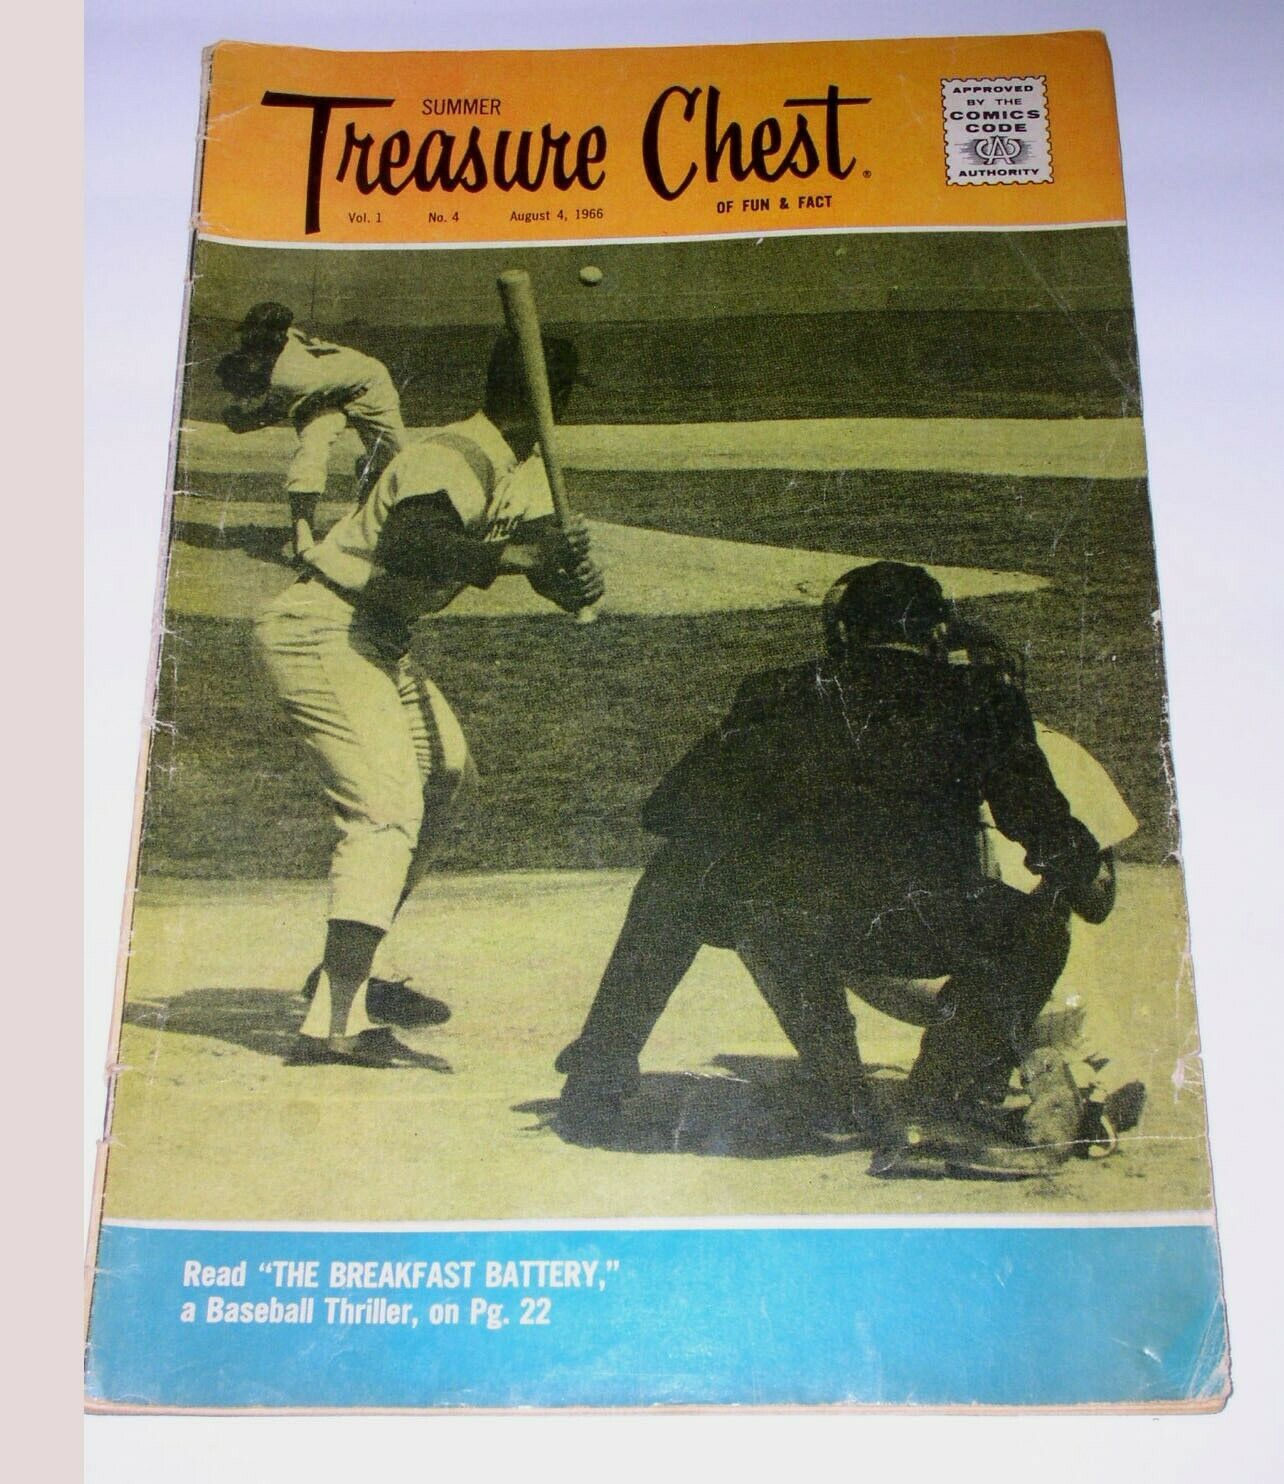 SUMMER
Treasure Chest®
OF FUN & FACT
Vol. 1 No. 4 August 4, 1966
APPROVED
BY THE
COMICS
CODE
CA
AUTHORITY
Read “THE BREAKFAST BATTERY,”
a Baseball Thriller, on Pg. 22